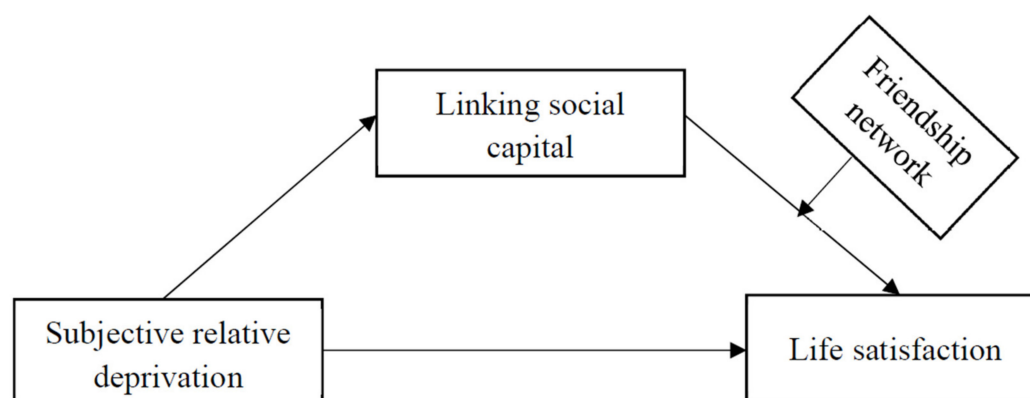 Linking social
capital
Friendship
network
Subjective relative
deprivation
Life satisfaction